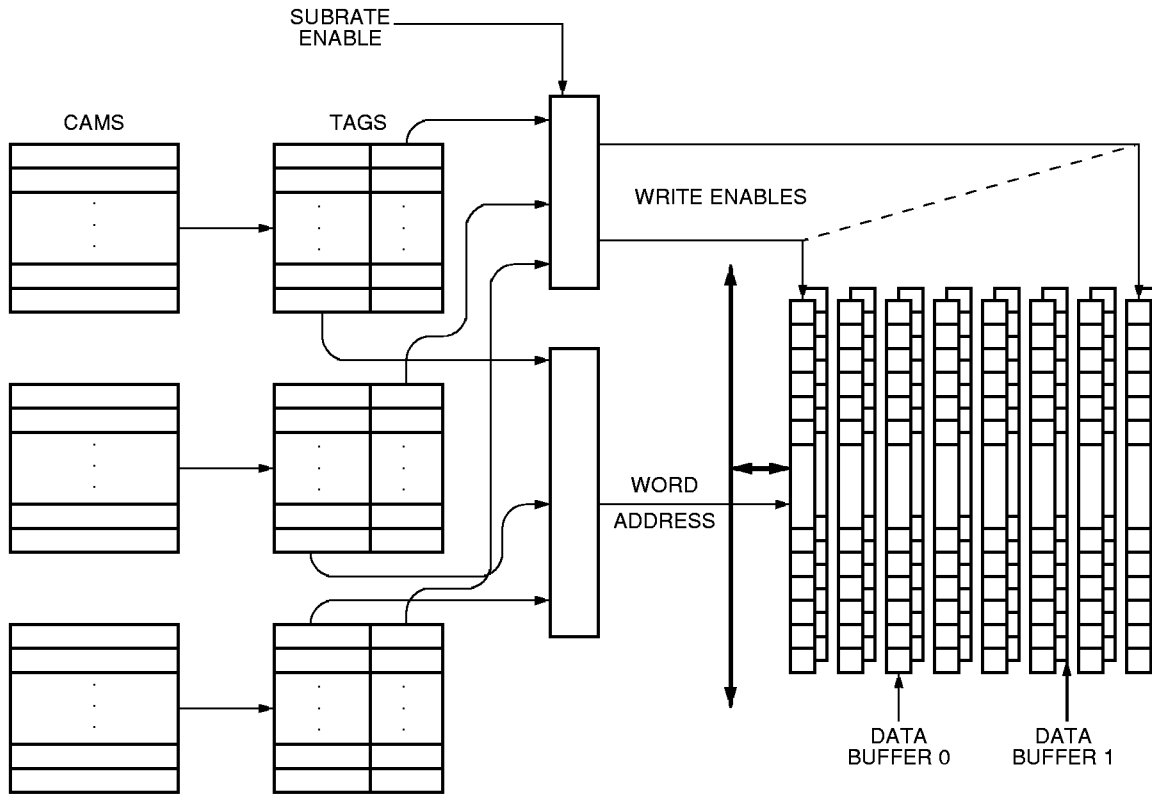 SUBRATE
ENABLE
CAMS
TAGS
WRITE ENABLES
WORD
ADDRESS
DATA
BUFFER 0
DATA
BUFFER 1